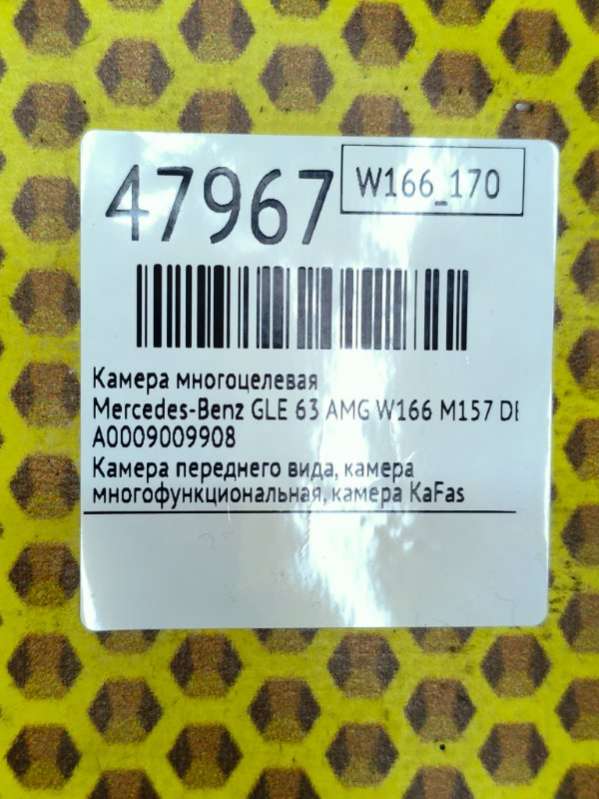 47967
W166_170
Камера многоцелевая
Mercedes-Benz GLE 63 AMG W166 M157 DE
A0009009908
Камера переднего вида, камера
многофункциональная, камера KaFas